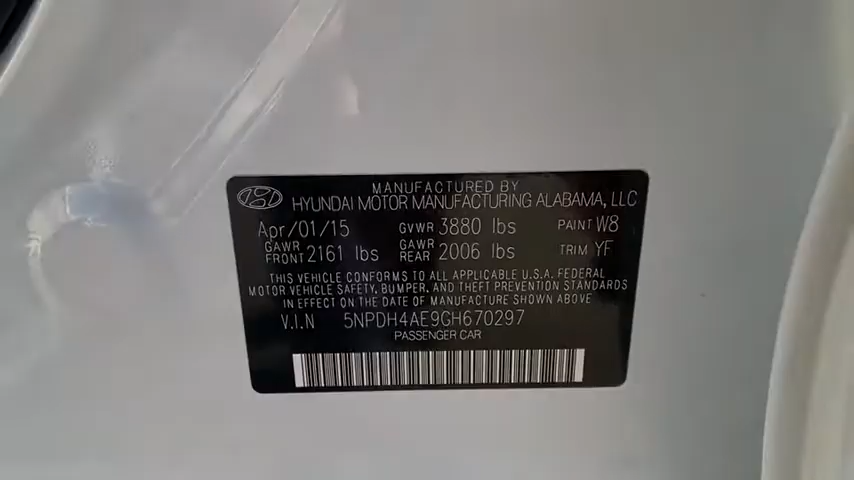 MANUFACTURED BY
HYUNDAI MOTOR MANUFACTURING ALABAMA, LLC
Apr/01/15 GVWR 3880 lbs PAINT W8
GAWR FRONT 2161 lbs GAWR REAR 2006 lbs TRIM YF
THIS VEHICLE CONFORMS TO ALL APPLICABLE U.S.A. FEDERAL
MOTOR VEHICLE SAFETY, BUMPER, AND THEFT PREVENTION STANDARDS
IN EFFECT ON THE DATE OF MANUFACTURE SHOWN ABOVE
V.I.N 5NPDH4AE9GH670297
PASSENGER CAR